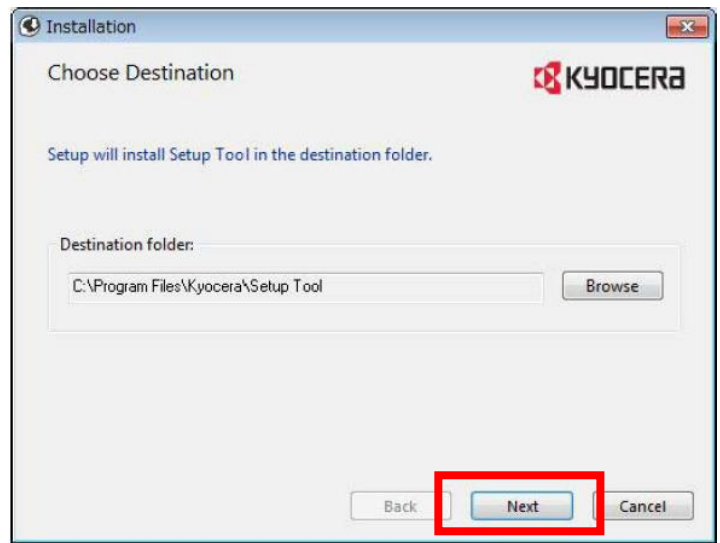 Installation
Choose Destination
KYOCERA
Setup will install Setup Tool in the destination folder.
Destination folder:
C:\Program Files\Kyocera\Setup Tool
Browse
Back
Next
Cancel